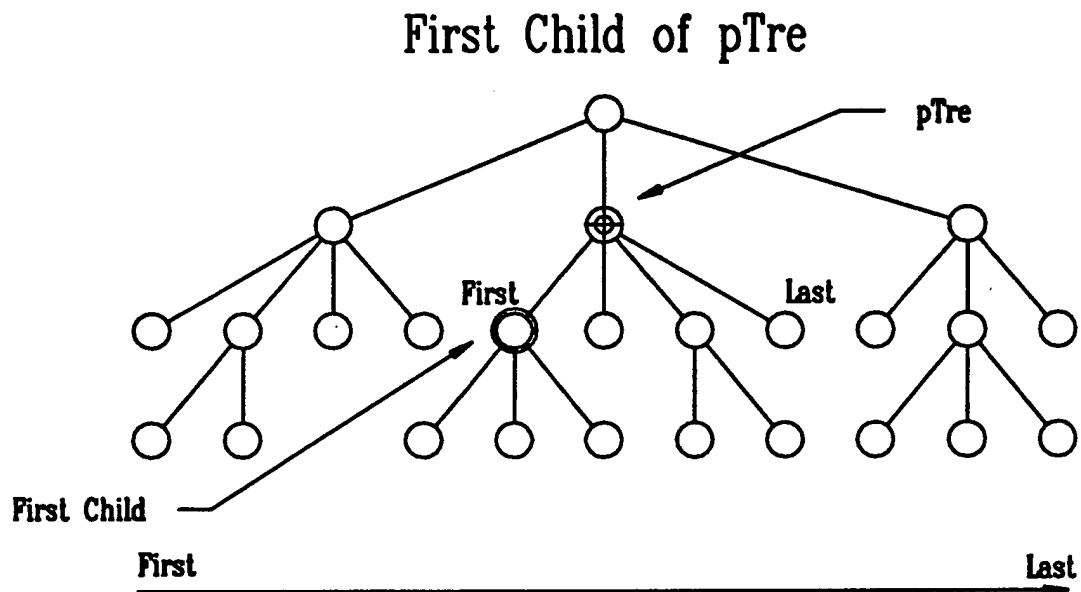 First Child of pTre
pTre
First
Last
First Child
First
Last